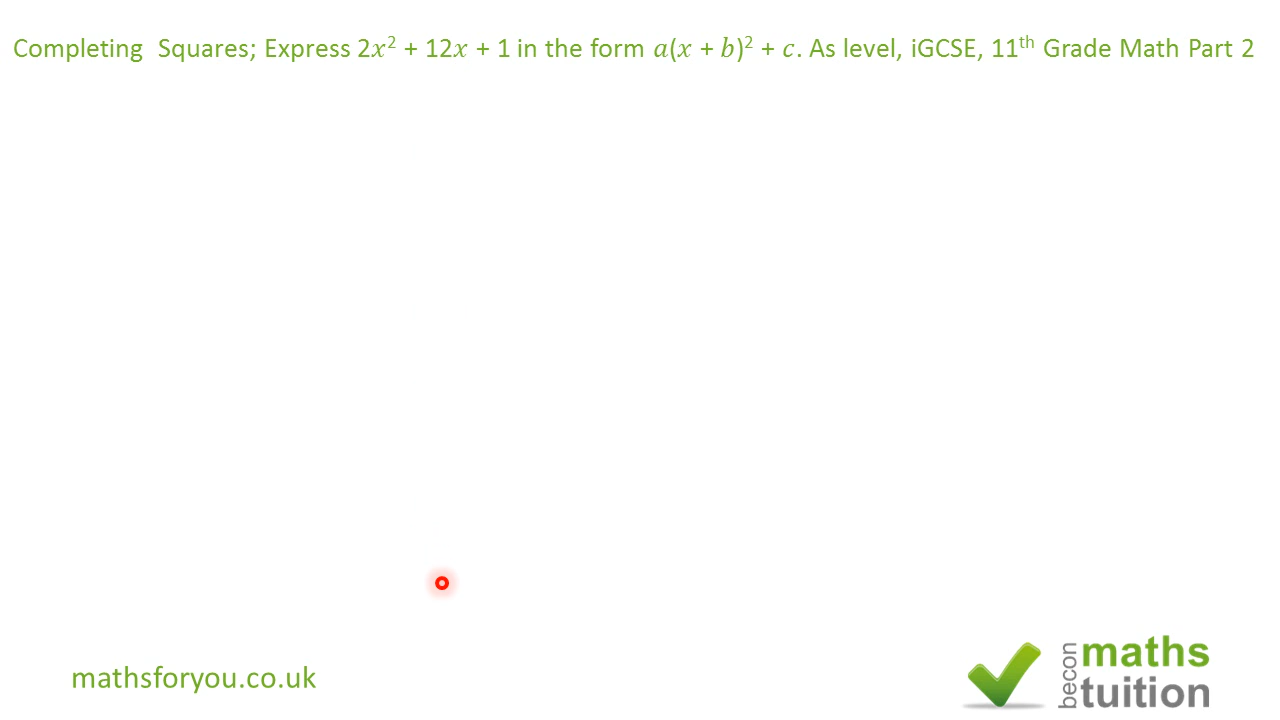 Completing Squares; Express 2𝑥² + 12𝑥 + 1 in the form 𝑎(𝑥 + 𝑏)² + 𝑐. As level, iGCSE, 11ᵗʰ Grade Math Part 2
mathsforyou.co.uk
becon
maths
tuition